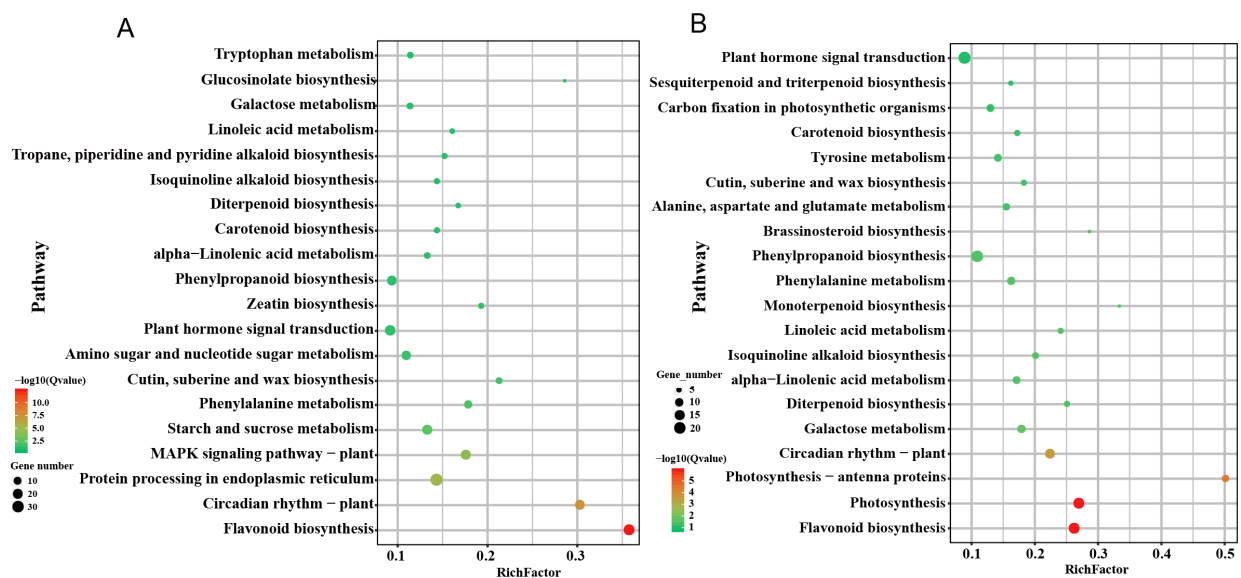 A
Tryptophan metabolism
Glucosinolate biosynthesis
Galactose metabolism
Linoleic acid metabolism
Tropane, piperidine and pyridine alkaloid biosynthesis
Isoquinoline alkaloid biosynthesis
Diterpenoid biosynthesis
Carotenoid biosynthesis
alpha−Linolenic acid metabolism
Phenylpropanoid biosynthesis
Zeatin biosynthesis
Plant hormone signal transduction
Amino sugar and nucleotide sugar metabolism
Cutin, suberine and wax biosynthesis
Phenylalanine metabolism
Starch and sucrose metabolism
MAPK signaling pathway − plant
Protein processing in endoplasmic reticulum
Circadian rhythm − plant
Flavonoid biosynthesis
Pathway
−log10(Qvalue)
10.0
7.5
5.0
2.5
Gene number
10
20
30
0.1
0.2
0.3
RichFactor
B
Plant hormone signal transduction
Sesquiterpenoid and triterpenoid biosynthesis
Carbon fixation in photosynthetic organisms
Carotenoid biosynthesis
Tyrosine metabolism
Cutin, suberine and wax biosynthesis
Alanine, aspartate and glutamate metabolism
Brassinosteroid biosynthesis
Phenylpropanoid biosynthesis
Phenylalanine metabolism
Monoterpenoid biosynthesis
Linoleic acid metabolism
Isoquinoline alkaloid biosynthesis
alpha−Linolenic acid metabolism
Diterpenoid biosynthesis
Galactose metabolism
Circadian rhythm − plant
Photosynthesis − antenna proteins
Photosynthesis
Flavonoid biosynthesis
Pathway
Gene_number
5
10
15
20
−log10(Qvalue)
5
4
3
2
1
0.1
0.2
0.3
0.4
0.5
RichFactor